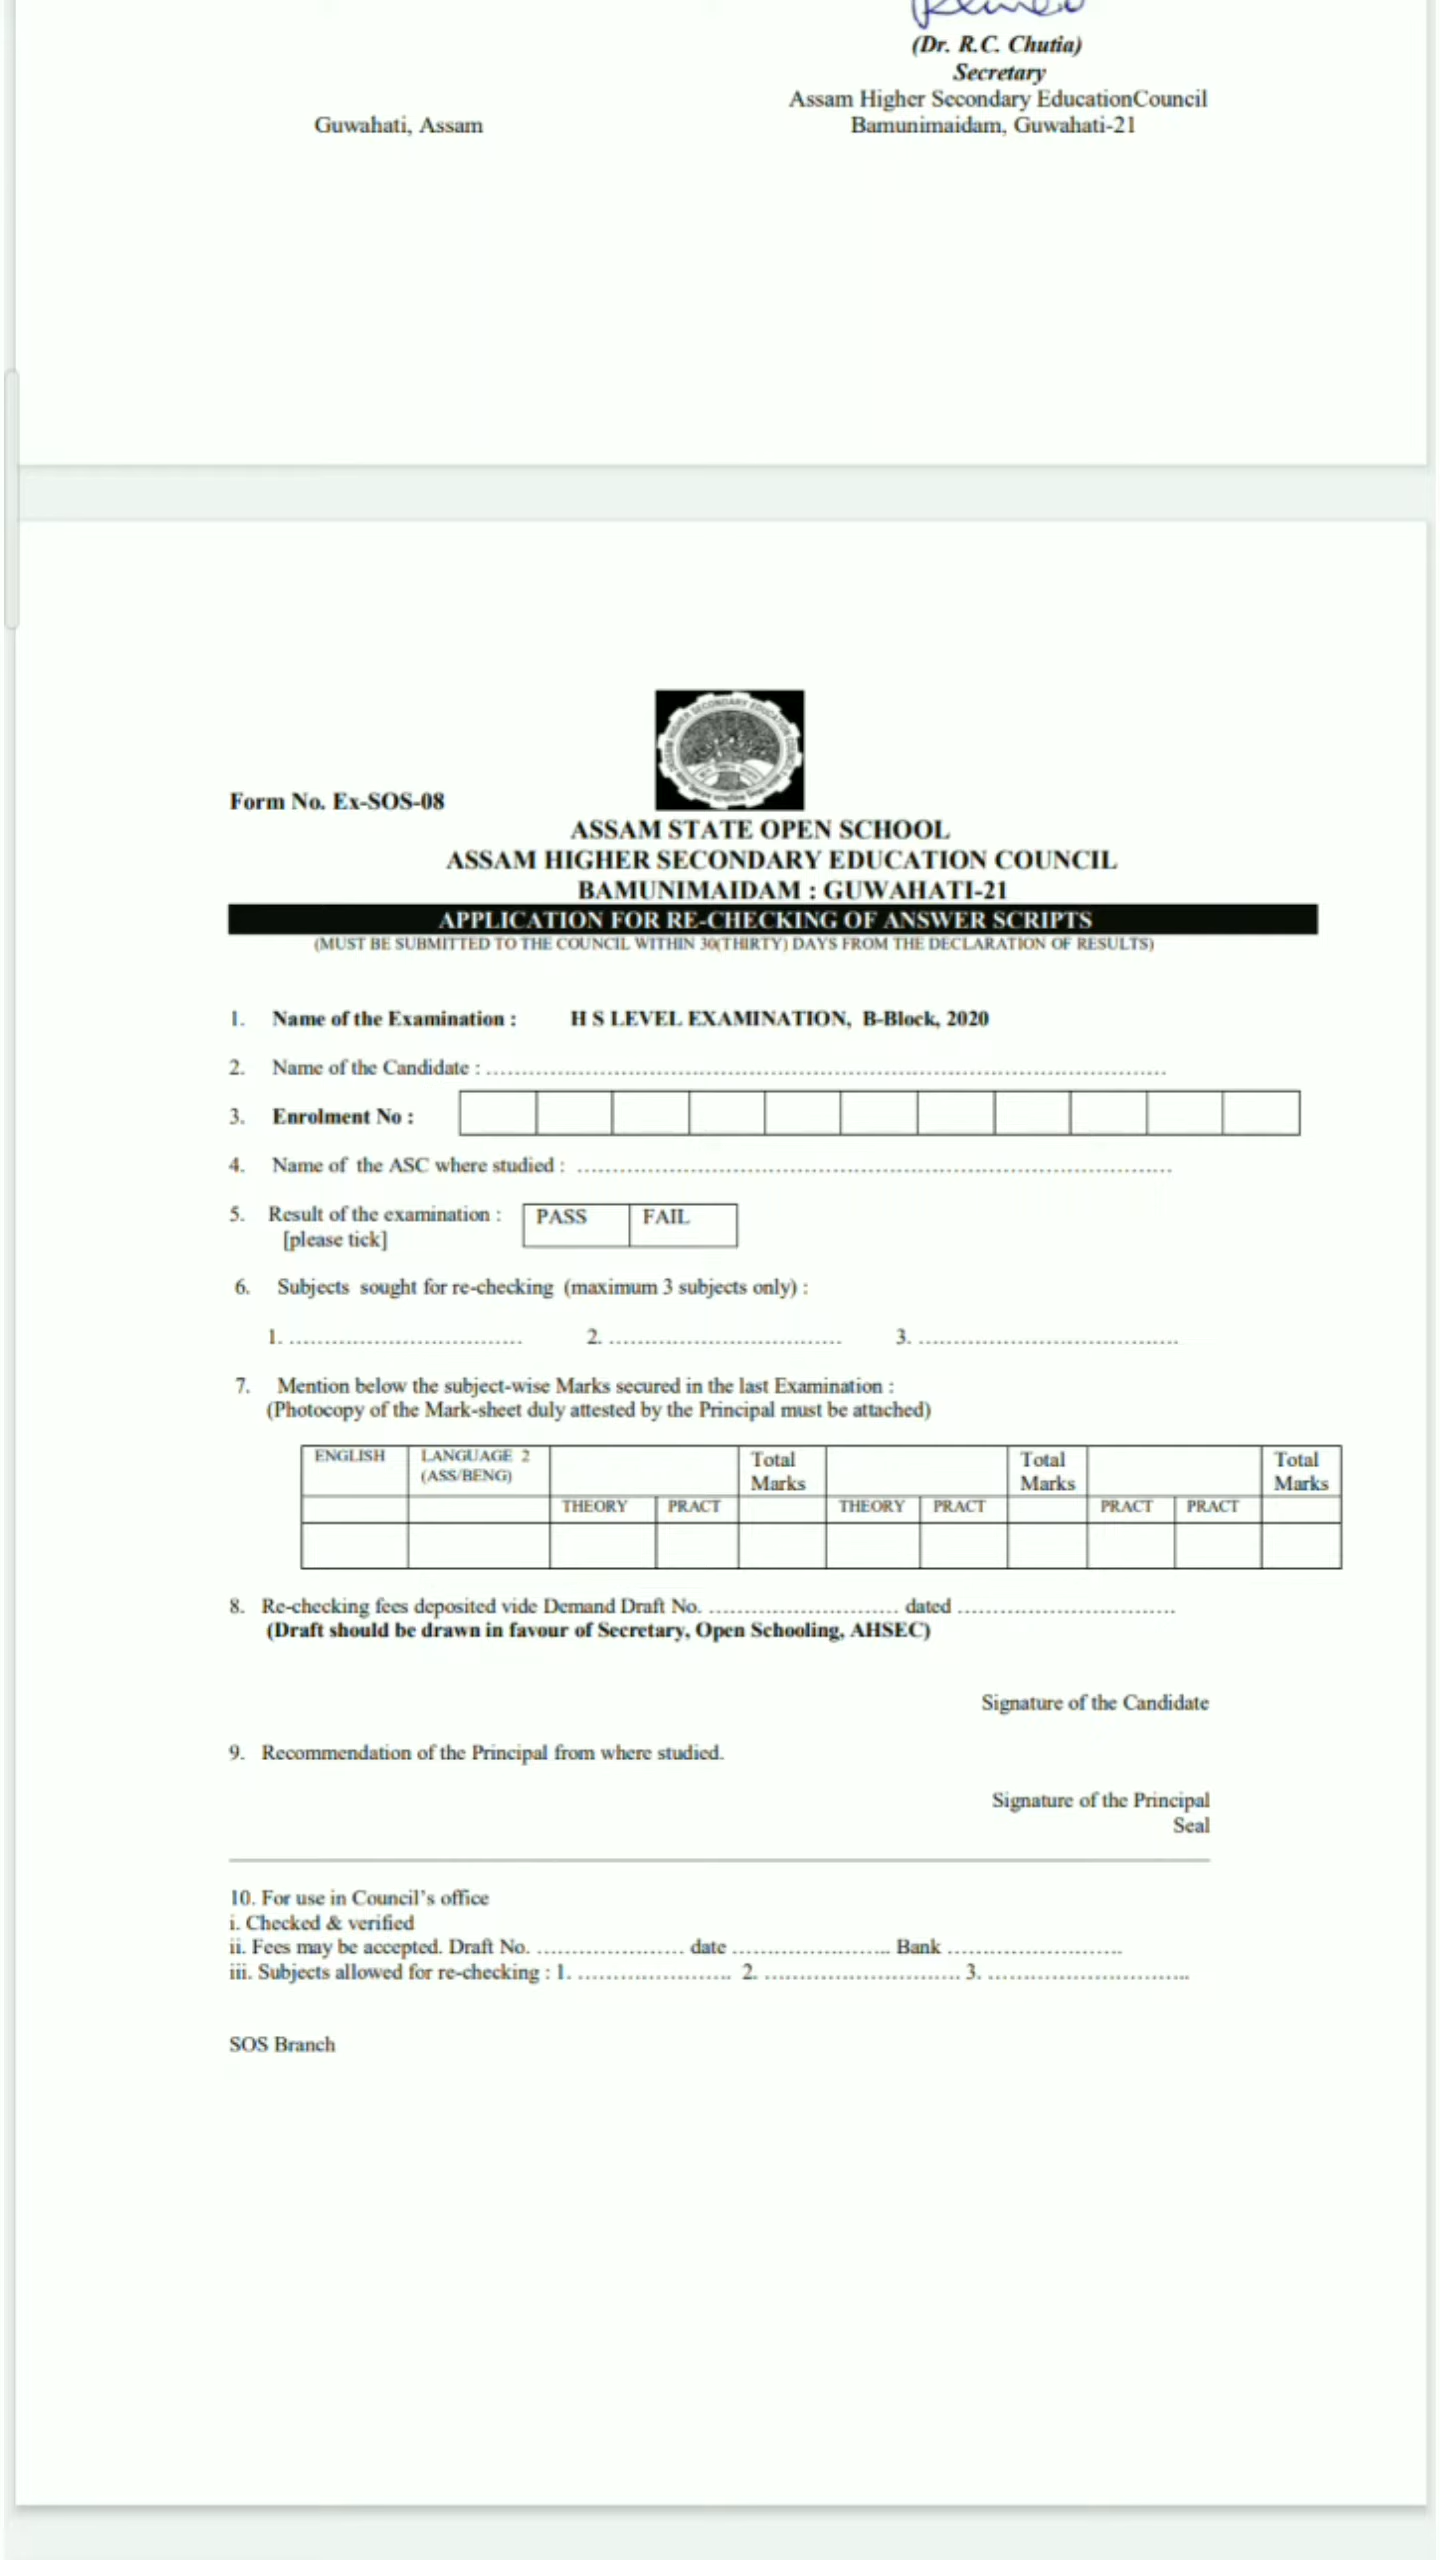 (Dr. R.C. Chutia)
Secretary
Assam Higher Secondary EducationCouncil
Guwahati, Assam Bamunimaidam, Guwahati-21
Form No. Ex-SOS-08
ASSAM STATE OPEN SCHOOL
ASSAM HIGHER SECONDARY EDUCATION COUNCIL
BAMUNIMAIDAM : GUWAHATI-21
APPLICATION FOR RE-CHECKING OF ANSWER SCRIPTS
(MUST BE SUBMITTED TO THE COUNCIL WITHIN 30(THIRTY) DAYS FROM THE DECLARATION OF RESULTS)
1. Name of the Examination : H S LEVEL EXAMINATION, B-Block, 2020
2. Name of the Candidate : ................................................
3. Enrolment No :
4. Name of the ASC where studied : ................................................
5. Result of the examination : PASS FAIL
[please tick]
6. Subjects sought for re-checking (maximum 3 subjects only) :
1. ........................ 2. ........................ 3. ........................
7. Mention below the subject-wise Marks secured in the last Examination :
(Photocopy of the Mark-sheet duly attested by the Principal must be attached)
ENGLISH LANGUAGE 2 Total Total Total
(ASS/BENG) Marks Marks Marks
THEORY PRACT THEORY PRACT PRACT PRACT
8. Re-checking fees deposited vide Demand Draft No. ........................ dated ........................
(Draft should be drawn in favour of Secretary, Open Schooling, AHSEC)
Signature of the Candidate
9. Recommendation of the Principal from where studied.
Signature of the Principal
Seal
10. For use in Council's office
i. Checked & verified
ii. Fees may be accepted. Draft No. ..................... date ..................... Bank .....................
iii. Subjects allowed for re-checking : 1. ..................... 2. ........................ 3. ........................
SOS Branch